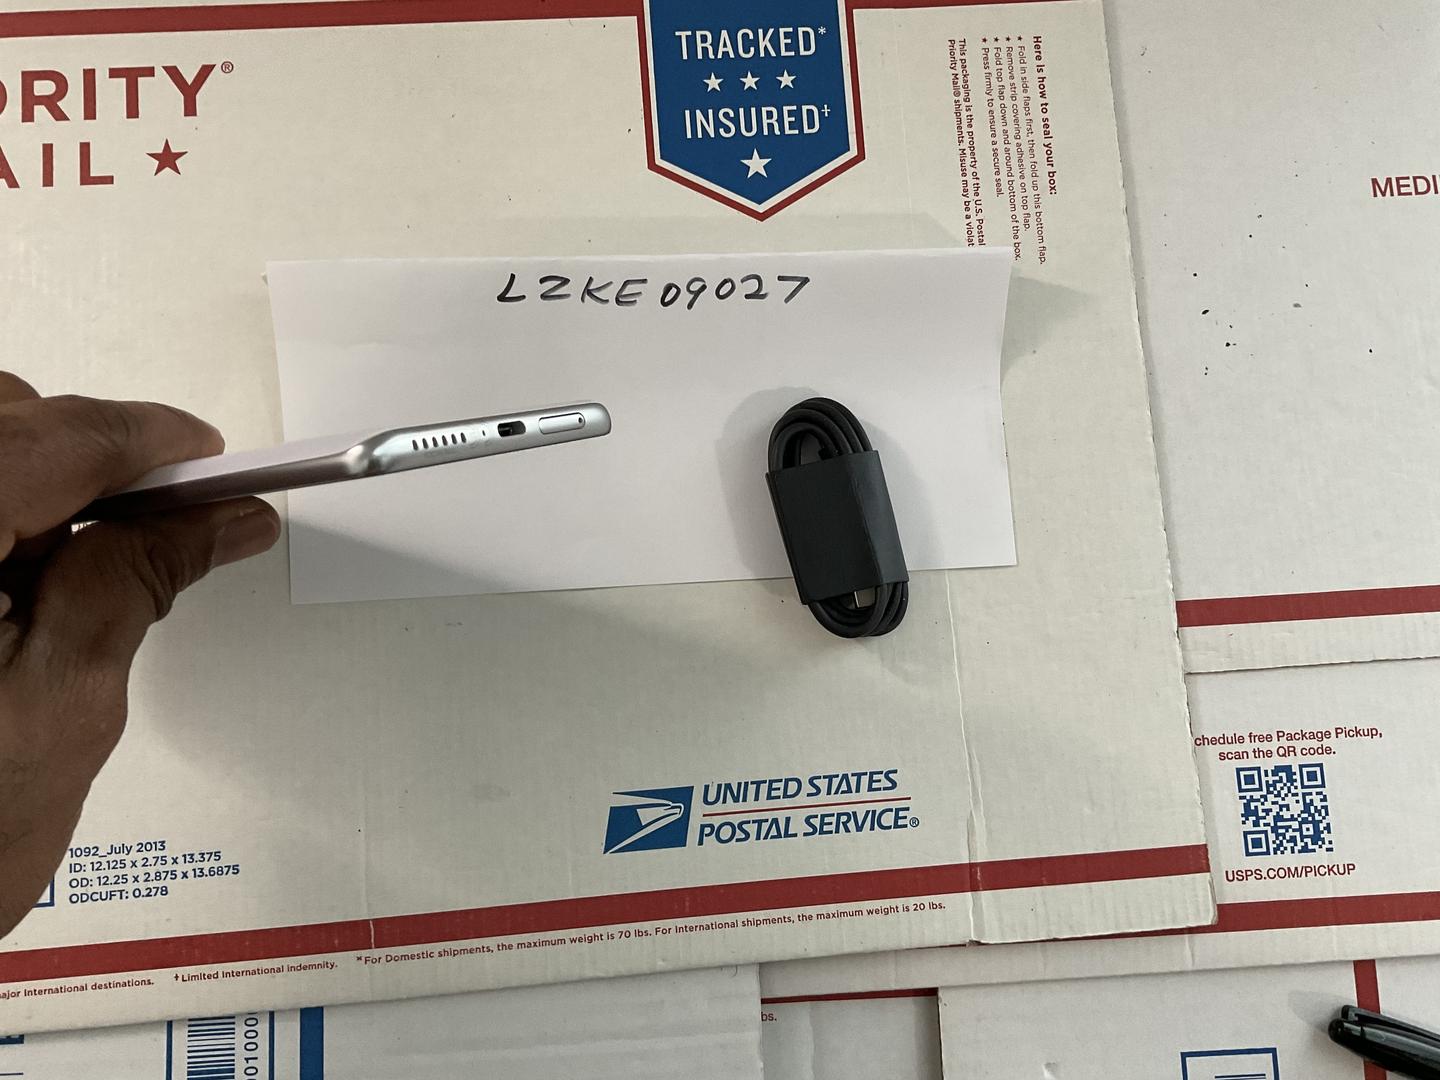 ORITY®
AIL
TRACKED*
INSURED†
Here is how to seal your box:
★ Fold in side flaps first, then fold up this bottom flap.
★ Remove strip covering adhesive on top flap.
★ Fold top flap down and around bottom of the box.
★ Press firmly to ensure a secure seal.
This packaging is the property of the U.S. Postal
Priority Mail® shipments. Misuse may be a violat
MEDI
LZKE09027
UNITED STATES
POSTAL SERVICE®
1092_July 2013
ID: 12.125 x 2.75 x 13.375
OD: 12.25 x 2.875 x 13.6875
ODCUFT: 0.278
chedule free Package Pickup,
scan the QR code.
USPS.COM/PICKUP
*For Domestic shipments, the maximum weight is 70 lbs. For International shipments, the maximum weight is 20 lbs.
ajor International destinations. †Limited International indemnity.
bs.